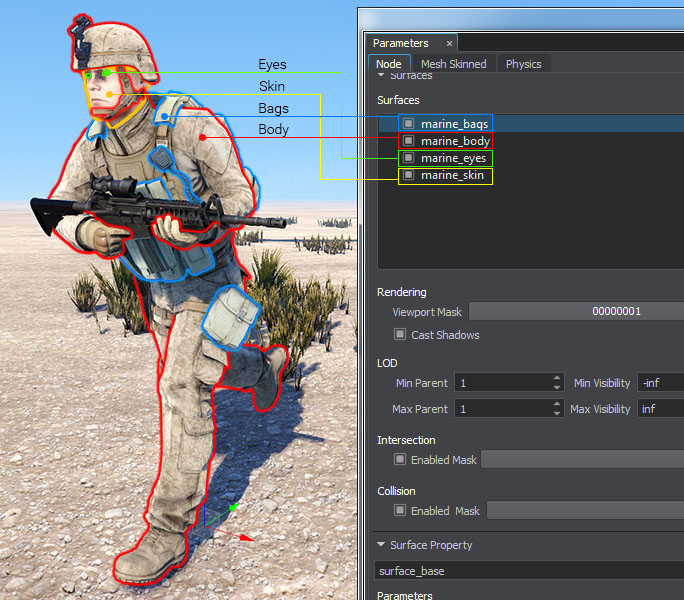 Parameters ×
Node Mesh Skinned Physics
Surfaces
Surfaces
Eyes
Skin
Bags
Body
marine_bags
marine_body
marine_eyes
marine_skin
Rendering
Viewport Mask 00000001
Cast Shadows
LOD
Min Parent 1 Min Visibility -inf
Max Parent 1 Max Visibility inf
Intersection
Enabled Mask
Collision
Enabled Mask
Surface Property
surface_base
Parameters